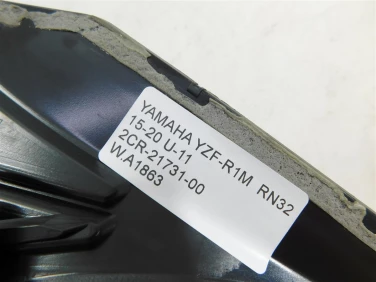 YAMAHA YZF-R1M RN32
15-20 U-11
2CR-21731-00
W.A1863